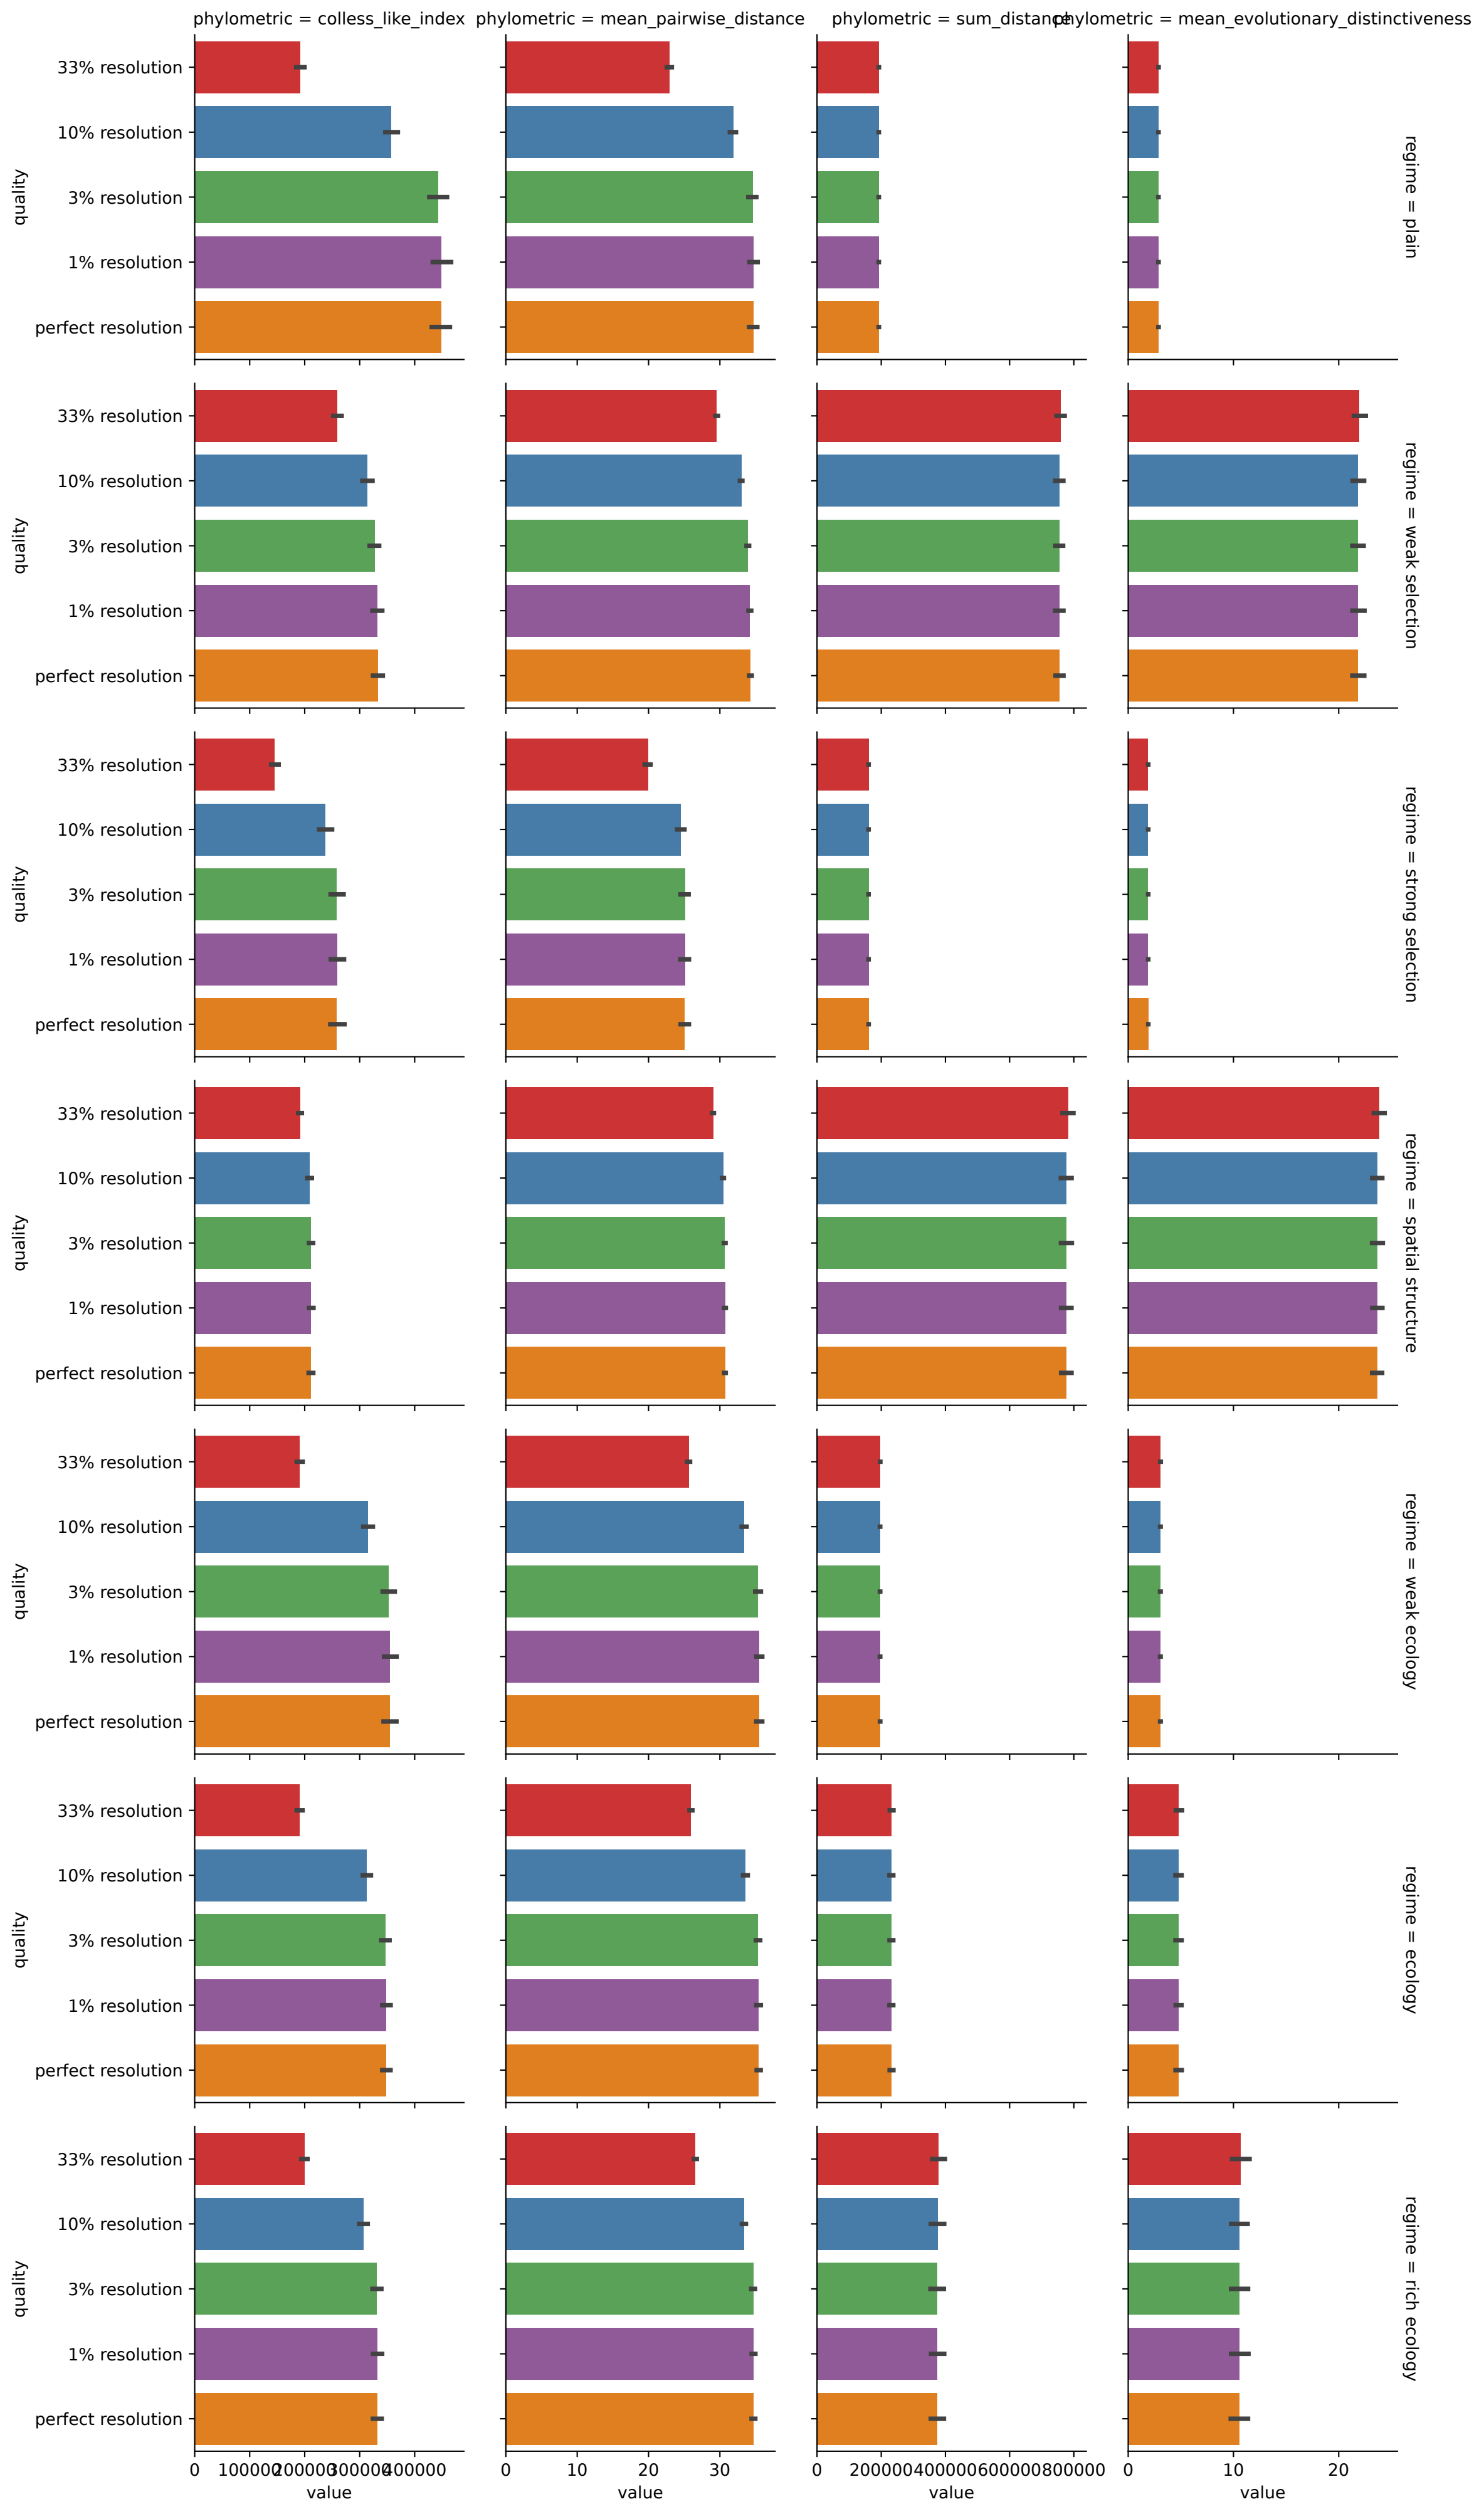 phylometric = colless_like_index
phylometric = mean_pairwise_distance
phylometric = sum_distance
phylometric = mean_evolutionary_distinctiveness
quality
33% resolution
10% resolution
3% resolution
1% resolution
perfect resolution
regime = plain
quality
33% resolution
10% resolution
3% resolution
1% resolution
perfect resolution
regime = weak selection
quality
33% resolution
10% resolution
3% resolution
1% resolution
perfect resolution
regime = strong selection
quality
33% resolution
10% resolution
3% resolution
1% resolution
perfect resolution
regime = spatial structure
quality
33% resolution
10% resolution
3% resolution
1% resolution
perfect resolution
regime = weak ecology
quality
33% resolution
10% resolution
3% resolution
1% resolution
perfect resolution
regime = ecology
quality
33% resolution
10% resolution
3% resolution
1% resolution
perfect resolution
regime = rich ecology
0 100000 200000 300000 400000
0 10 20 30
0 200000 400000 600000 800000
0 10 20
value
value
value
value